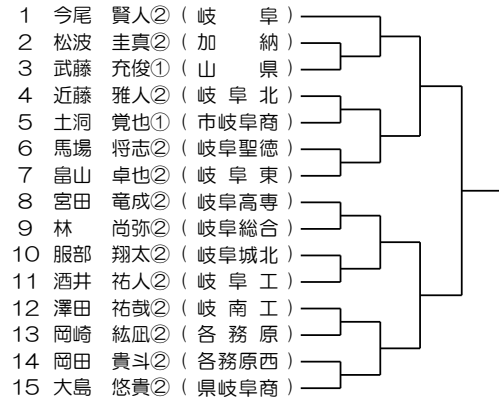 1 今尾 賢人② ( 岐 阜 )
2 松波 圭真② ( 加 納 )
3 武藤 充俊① ( 山 県 )
4 近藤 雅人② ( 岐 阜 北 )
5 土洞 覚也① ( 市岐阜商 )
6 馬場 将志② ( 岐阜聖徳 )
7 畠山 卓也② ( 岐 阜 東 )
8 宮田 竜成② ( 岐阜高専 )
9 林 尚弥② ( 岐阜総合 )
10 服部 翔太② ( 岐阜城北 )
11 酒井 祐人② ( 岐 阜 工 )
12 澤田 祐哉② ( 岐 南 工 )
13 岡崎 紘凪② ( 各 務 原 )
14 岡田 貴斗② ( 各務原西 )
15 大島 悠貴② ( 県岐阜商 )